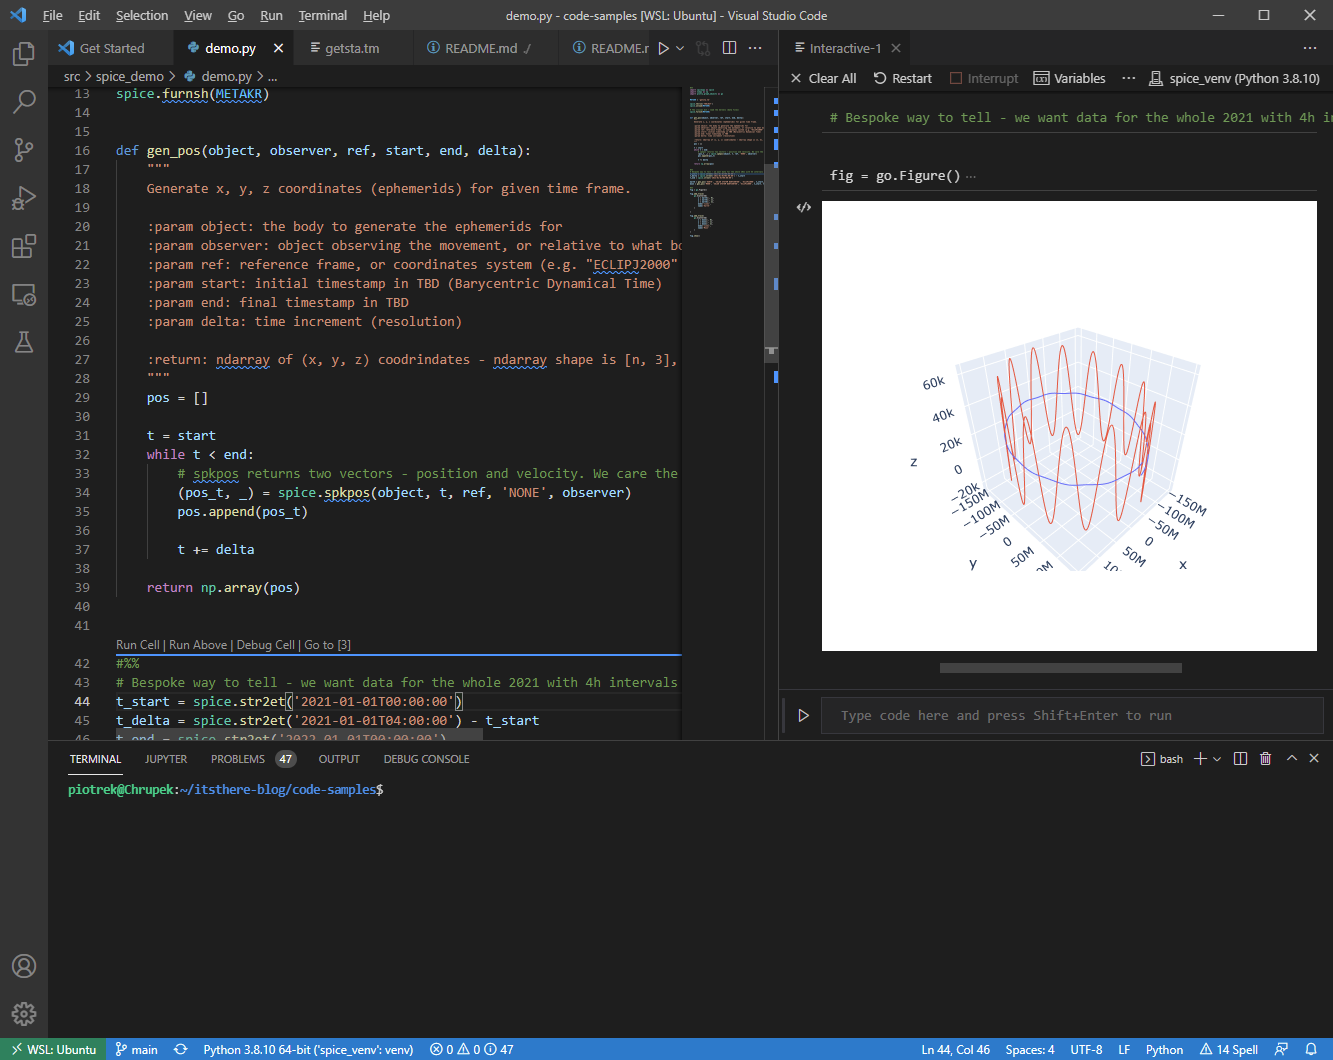 File Edit Selection View Go Run Terminal Help demo.py - code-samples [WSL: Ubuntu] - Visual Studio Code
Get Started demo.py getsta.tm README.md README.r
src > spice_demo > demo.py > ...
13 spice.furnsh(METAKR)
14
15
16 def gen_pos(object, observer, ref, start, end, delta):
17 """
18 Generate x, y, z coordinates (ephemerids) for given time frame.
19
20 :param object: the body to generate the ephemerids for
21 :param observer: object observing the movement, or relative to what bo
22 :param ref: reference frame, or coordinates system (e.g. "ECLIPJ2000"
23 :param start: initial timestamp in TBD (Barycentric Dynamical Time)
24 :param end: final timestamp in TBD
25 :param delta: time increment (resolution)
26
27 :return: ndarray of (x, y, z) coodrindates - ndarray shape is [n, 3],
28 """
29 pos = []
30
31 t = start
32 while t < end:
33 # spkpos returns two vectors - position and velocity. We care the
34 (pos_t, _) = spice.spkpos(object, t, ref, 'NONE', observer)
35 pos.append(pos_t)
36
37 t += delta
38
39 return np.array(pos)
40
41
Run Cell | Run Above | Debug Cell | Go to [3]
42 #%%
43 # Bespoke way to tell - we want data for the whole 2021 with 4h intervals
44 t_start = spice.str2et('2021-01-01T00:00:00')
45 t_delta = spice.str2et('2021-01-01T04:00:00') - t_start
46 t_end = spice.str2et('2022-01-01T00:00:00')
Interactive-1
Clear All Restart Interrupt Variables ... spice_venv (Python 3.8.10)
# Bespoke way to tell - we want data for the whole 2021 with 4h in
fig = go.Figure() ...
60k
40k
20k
0
−20k
z
−150M
−100M
−50M
0
50M
y
−150M
−100M
−50M
0
50M
x
Type code here and press Shift+Enter to run
TERMINAL JUPYTER PROBLEMS 47 OUTPUT DEBUG CONSOLE bash
piotrek@Chrupek:~/itsthere-blog/code-samples$
WSL: Ubuntu main Python 3.8.10 64-bit ('spice_venv': venv) 0 0 47 Ln 44, Col 46 Spaces: 4 UTF-8 LF Python 14 Spell